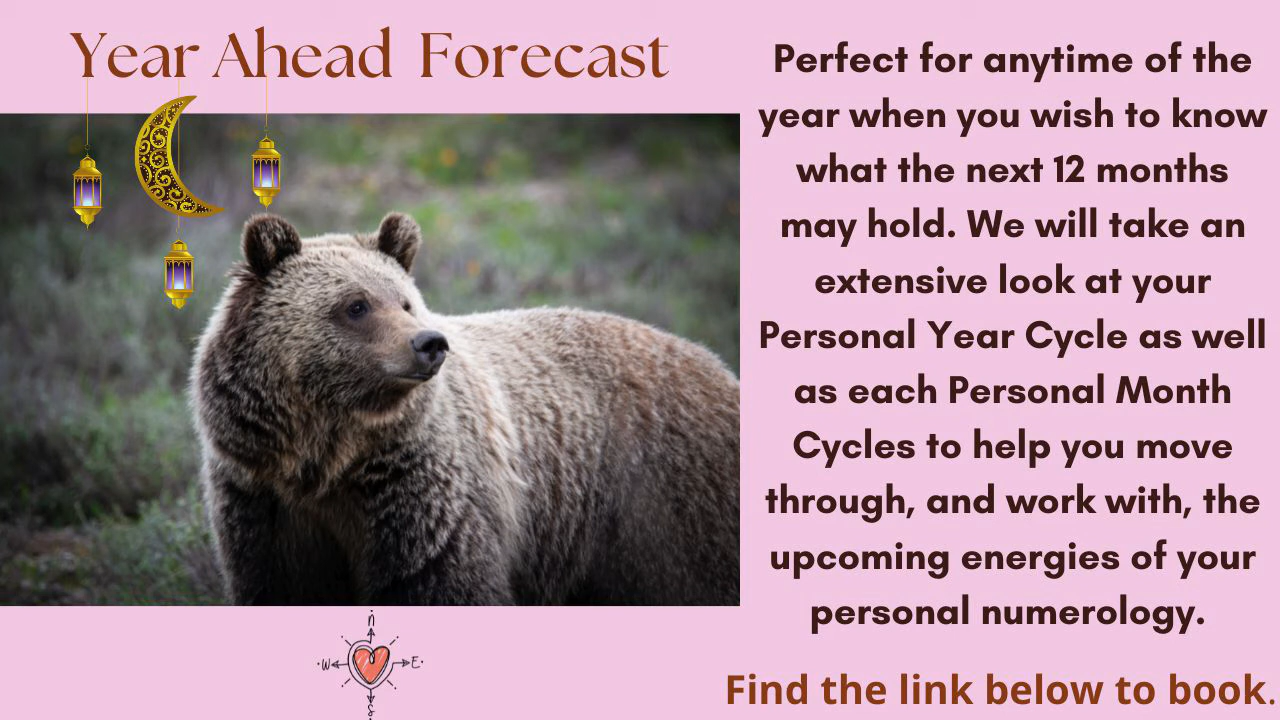 Year Ahead Forecast
Perfect for anytime of the
year when you wish to know
what the next 12 months
may hold. We will take an
extensive look at your
Personal Year Cycle as well
as each Personal Month
Cycles to help you move
through, and work with, the
upcoming energies of your
personal numerology.
N
W E
S
Find the link below to book.